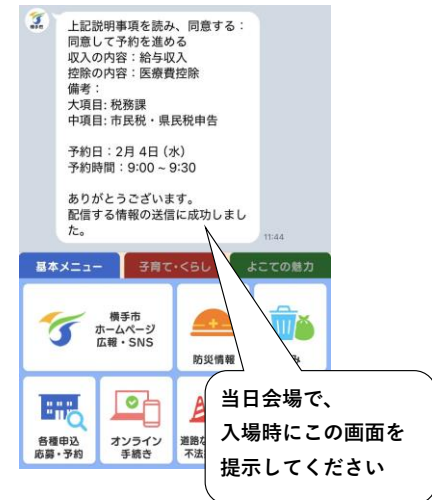 横手市
上記説明事項を読み、同意する：
同意して予約を進める
収入の内容：給与収入
控除の内容：医療費控除
備考：
大項目: 税務課
中項目: 市民税・県民税申告
予約日：2月 4日 (水)
予約時間：9:00 ~ 9:30
ありがとうございます。
配信する情報の送信に成功しました。
11:44
基本メニュー
子育て・くらし
よこての魅力
横手市
ホームページ
広報・SNS
防災情報
み
各種申込
応募・予約
オンライン
手続き
道路な
不法
当日会場で、
入場時にこの画面を
提示してください